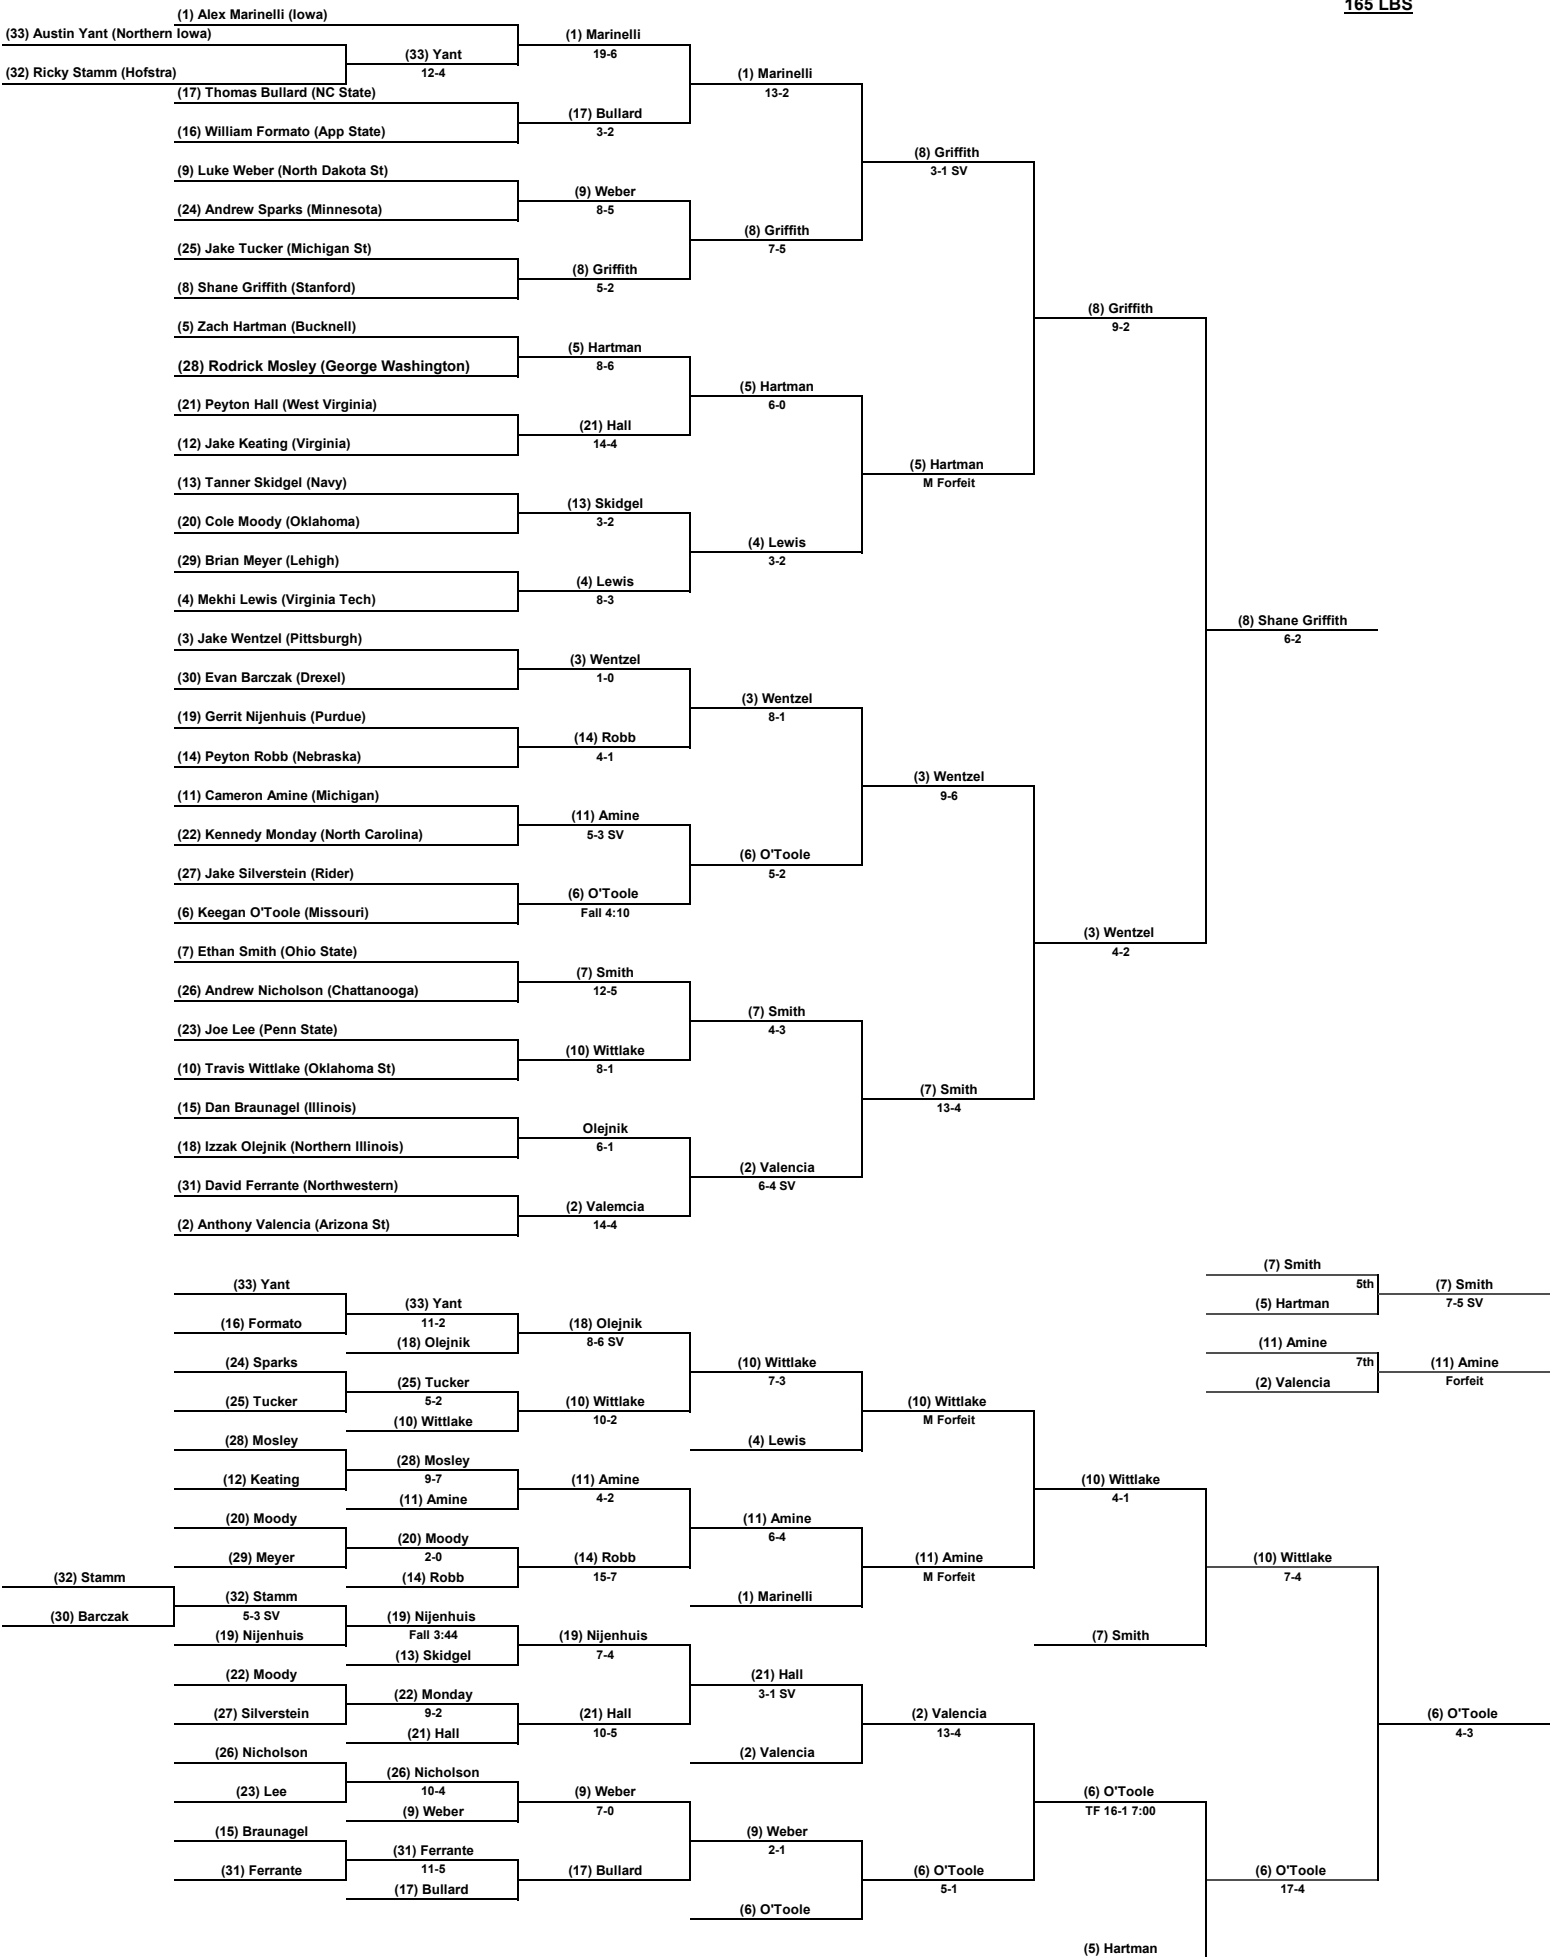 165 LBS
(1) Alex Marinelli (Iowa)
(33) Austin Yant (Northern Iowa)
(1) Marinelli
(33) Yant
19-6
(32) Ricky Stamm (Hofstra)
12-4
(1) Marinelli
(17) Thomas Bullard (NC State)
13-2
(17) Bullard
(16) William Formato (App State)
3-2
(8) Griffith
(9) Luke Weber (North Dakota St)
3-1 SV
(9) Weber
(24) Andrew Sparks (Minnesota)
8-5
(8) Griffith
(25) Jake Tucker (Michigan St)
7-5
(8) Griffith
(8) Shane Griffith (Stanford)
5-2
(8) Griffith
(5) Zach Hartman (Bucknell)
9-2
(5) Hartman
(28) Rodrick Mosley (George Washington)
8-6
(5) Hartman
(21) Peyton Hall (West Virginia)
6-0
(21) Hall
(12) Jake Keating (Virginia)
14-4
(5) Hartman
(13) Tanner Skidgel (Navy)
M Forfeit
(13) Skidgel
(20) Cole Moody (Oklahoma)
3-2
(4) Lewis
(29) Brian Meyer (Lehigh)
3-2
(4) Lewis
(4) Mekhi Lewis (Virginia Tech)
8-3
(8) Shane Griffith
(3) Jake Wentzel (Pittsburgh)
6-2
(3) Wentzel
(30) Evan Barczak (Drexel)
1-0
(3) Wentzel
(19) Gerrit Nijenhuis (Purdue)
8-1
(14) Robb
(14) Peyton Robb (Nebraska)
4-1
(3) Wentzel
(11) Cameron Amine (Michigan)
9-6
(11) Amine
(22) Kennedy Monday (North Carolina)
5-3 SV
(6) O'Toole
(27) Jake Silverstein (Rider)
5-2
(6) O'Toole
(6) Keegan O'Toole (Missouri)
Fall 4:10
(3) Wentzel
(7) Ethan Smith (Ohio State)
4-2
(7) Smith
(26) Andrew Nicholson (Chattanooga)
12-5
(7) Smith
(23) Joe Lee (Penn State)
4-3
(10) Wittlake
(10) Travis Wittlake (Oklahoma St)
8-1
(7) Smith
(15) Dan Braunagel (Illinois)
13-4
Olejnik
(18) Izzak Olejnik (Northern Illinois)
6-1
(2) Valencia
(31) David Ferrante (Northwestern)
6-4 SV
(2) Valemcia
(2) Anthony Valencia (Arizona St)
14-4
(7) Smith
(33) Yant
5th
(7) Smith
(33) Yant
(5) Hartman
7-5 SV
(16) Formato
11-2
(18) Olejnik
(18) Olejnik
8-6 SV
(11) Amine
(24) Sparks
(10) Wittlake
7th
(11) Amine
(25) Tucker
7-3
(2) Valencia
Forfeit
(25) Tucker
5-2
(10) Wittlake
(10) Wittlake
(10) Wittlake
10-2
M Forfeit
(28) Mosley
(4) Lewis
(28) Mosley
(12) Keating
9-7
(11) Amine
(10) Wittlake
(11) Amine
4-2
4-1
(20) Moody
(11) Amine
(20) Moody
6-4
(29) Meyer
2-0
(14) Robb
(11) Amine
(10) Wittlake
(32) Stamm
(14) Robb
15-7
M Forfeit
7-4
(32) Stamm
(1) Marinelli
(30) Barczak
5-3 SV
(19) Nijenhuis
(19) Nijenhuis
Fall 3:44
(19) Nijenhuis
(7) Smith
(13) Skidgel
7-4
(22) Moody
(21) Hall
(22) Monday
3-1 SV
(27) Silverstein
9-2
(21) Hall
(2) Valencia
(6) O'Toole
(21) Hall
10-5
13-4
4-3
(26) Nicholson
(2) Valencia
(26) Nicholson
(23) Lee
10-4
(9) Weber
(6) O'Toole
(9) Weber
7-0
TF 16-1 7:00
(15) Braunagel
(9) Weber
(31) Ferrante
2-1
(31) Ferrante
11-5
(17) Bullard
(6) O'Toole
(6) O'Toole
(17) Bullard
5-1
17-4
(6) O'Toole
(5) Hartman